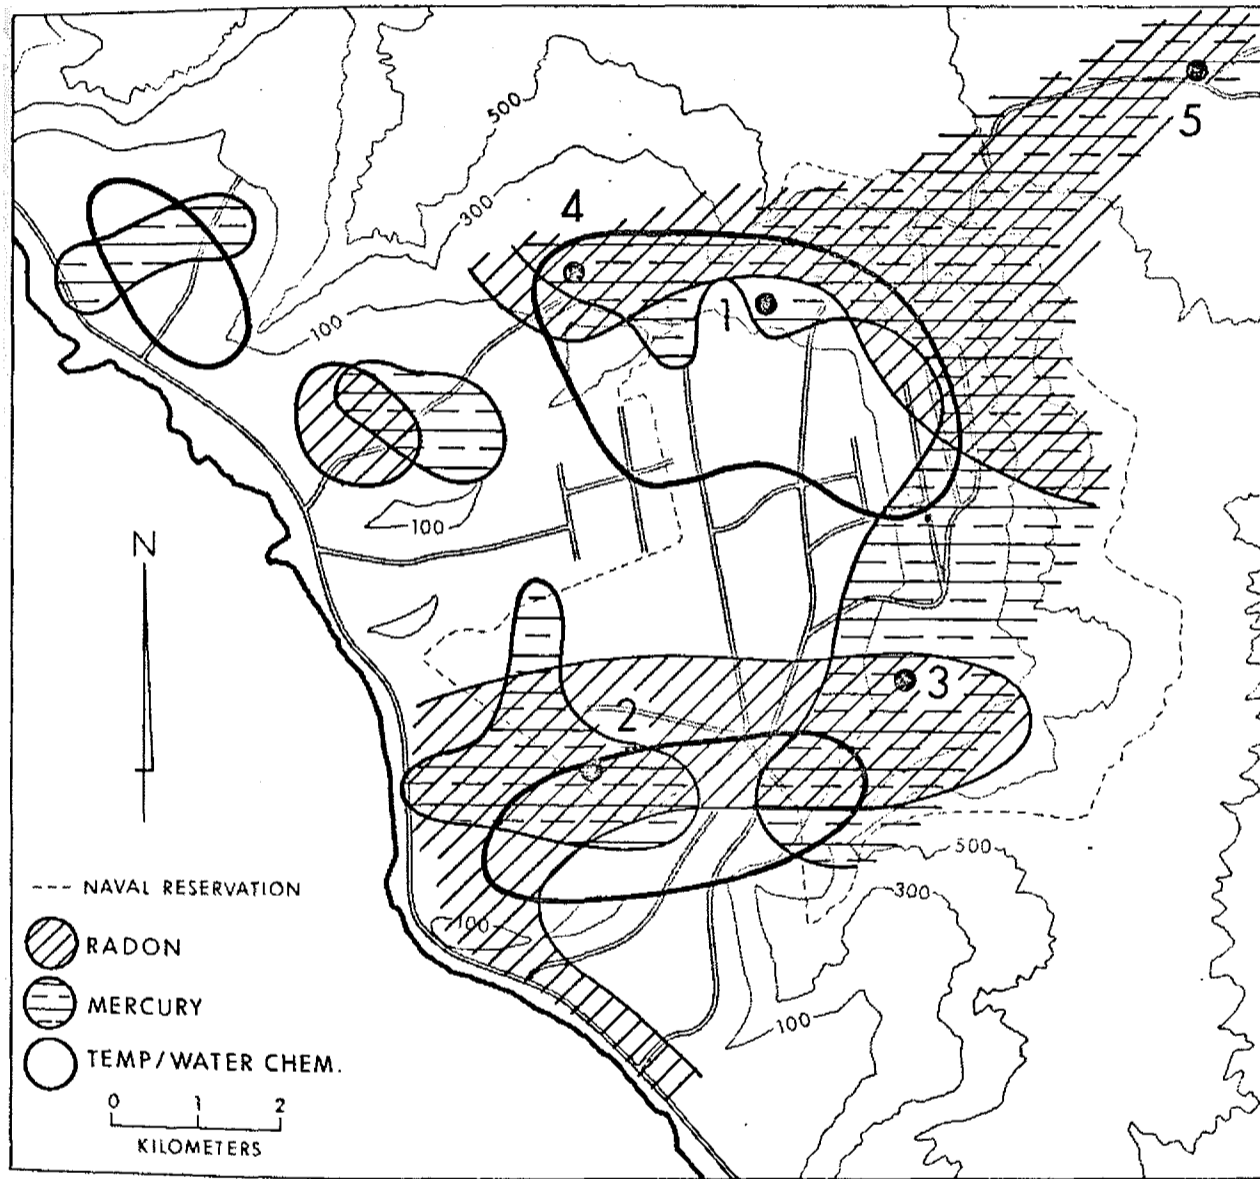 500
5
4
300
1
100
100
N
3
2
500
--- NAVAL RESERVATION
300
100
RADON
MERCURY
100
TEMP/WATER CHEM.
0 1 2
KILOMETERS